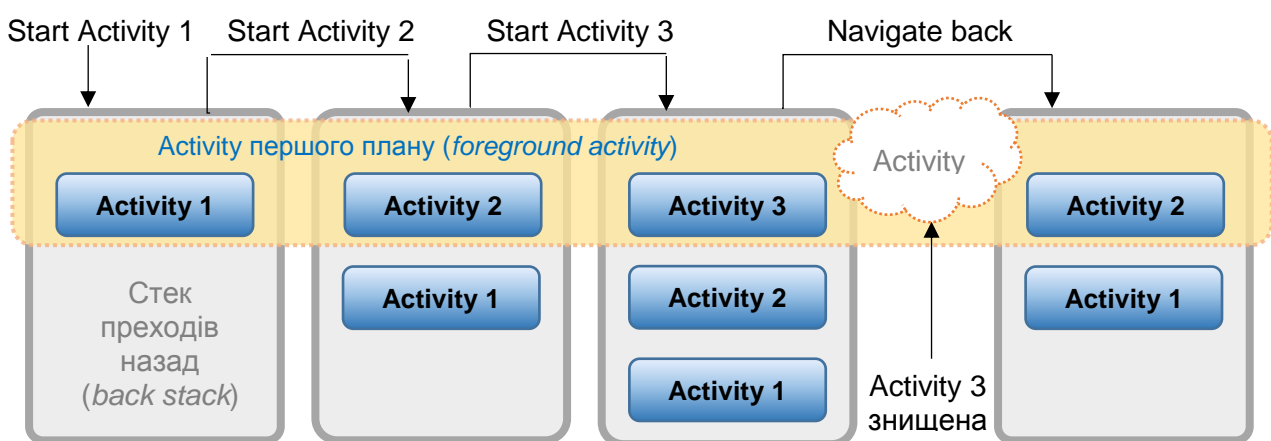 Start Activity 1
Start Activity 2
Start Activity 3
Navigate back
Activity першого плану (foreground activity)
Activity
Activity 1
Activity 2
Activity 3
Activity 2
Activity 1
Activity 2
Activity 1
Стек
преходів
назад
(back stack)
Activity 1
Activity 3
знищена